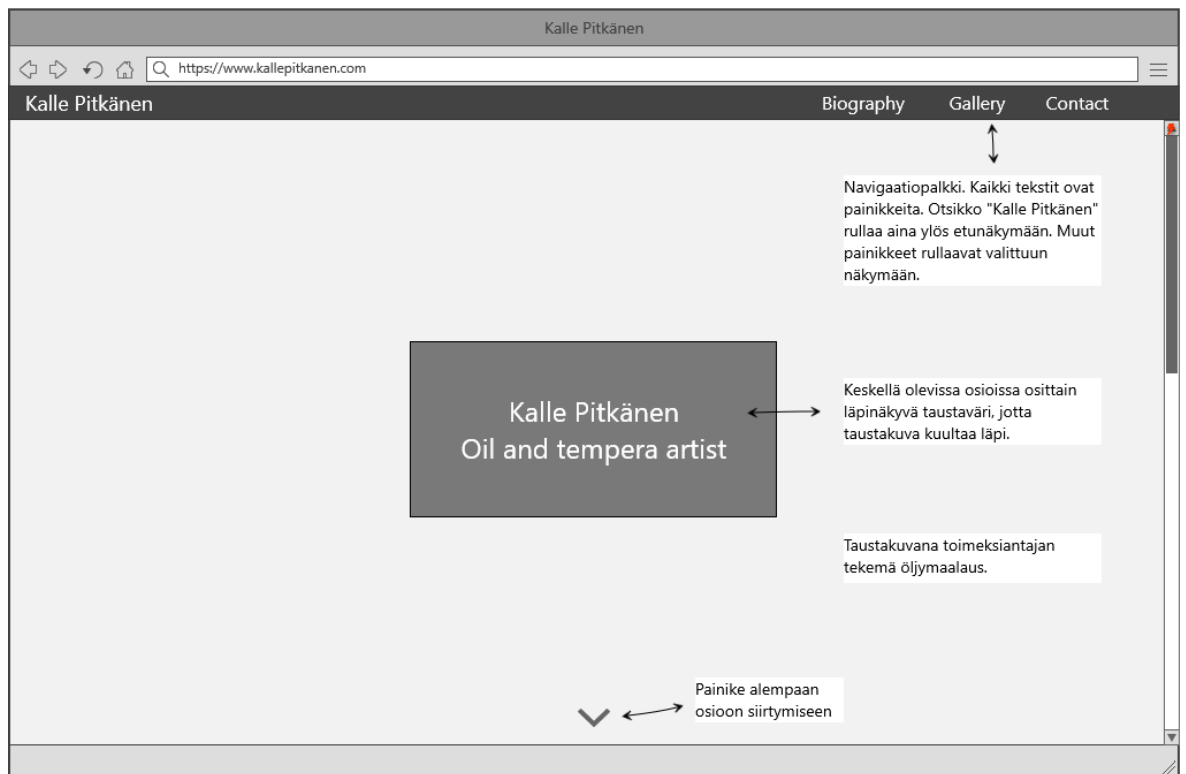 Kalle Pitkänen
https://www.kallepitkanen.com
Kalle Pitkänen Biography Gallery Contact
Navigaatiopalkki. Kaikki tekstit ovat
painikkeita. Otsikko "Kalle Pitkänen"
rullaa aina ylös etunäkymään. Muut
painikkeet rullaavat valittuun
näkymään.
Kalle Pitkänen
Oil and tempera artist
Keskellä olevissa osioissa osittain
läpinäkyvä taustaväri, jotta
taustakuva kuultaa läpi.
Taustakuvana toimeksiantajan
tekemä öljymaalaus.
Painike alempaan
osioon siirtymiseen